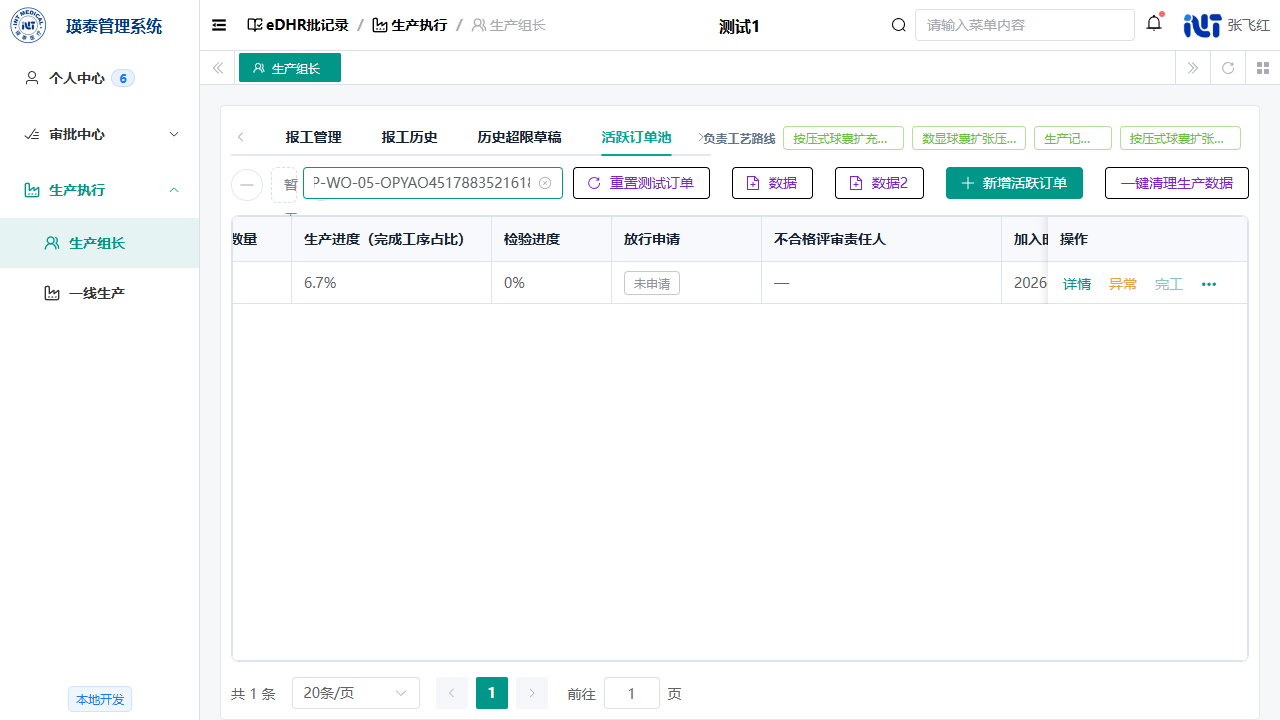 瑛泰管理系统
eDHR批记录 / 生产执行 / 生产组长
测试1
请输入菜单内容
张飞红
个人中心 6
生产组长
审批中心
报工管理 报工历史 历史超限草稿 活跃订单池 负责工艺路线 按压式球囊扩充... 数显球囊扩张压... 生产记... 按压式球囊扩张...
生产执行
暂
P-WO-05-OPYAO4517883521618
重置测试订单 数据 数据2 新增活跃订单 一键清理生产数据
生产组长
数量 生产进度（完成工序占比） 检验进度 放行申请 不合格评审责任人 加入 操作
6.7% 0% 未申请 — 2026 详情 异常 完工 •••
一线生产
共 1 条 20条/页 1 前往 1 页
本地开发